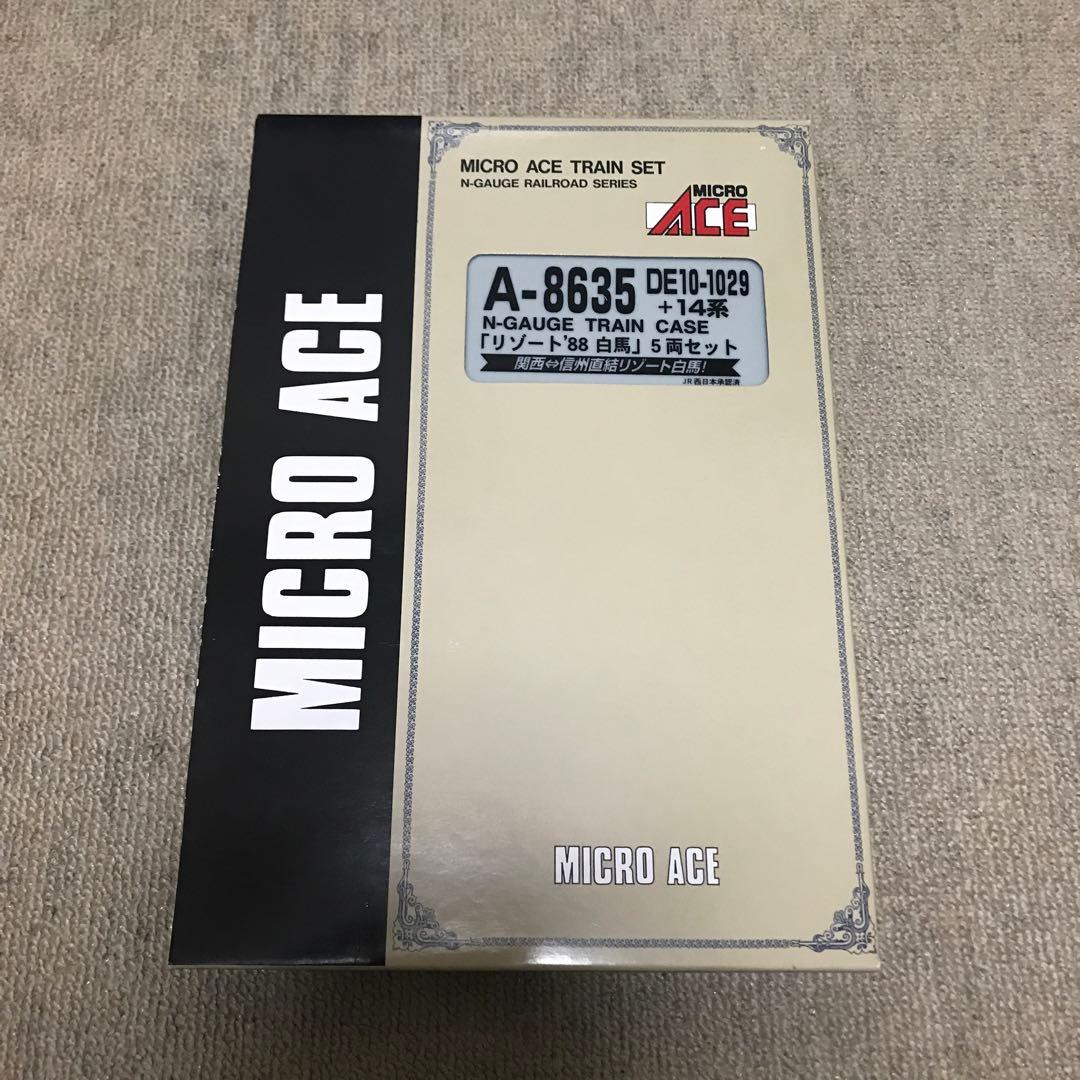 MICRO ACE
MICRO ACE TRAIN SET
N-GAUGE RAILROAD SERIES
MICRO
ACE
A-8635 DE10-1029
+14系
N-GAUGE TRAIN CASE
「リゾート'88 白馬」5両セット
関西⇔信州直結リゾート白馬!
JR西日本承認済
MICRO ACE